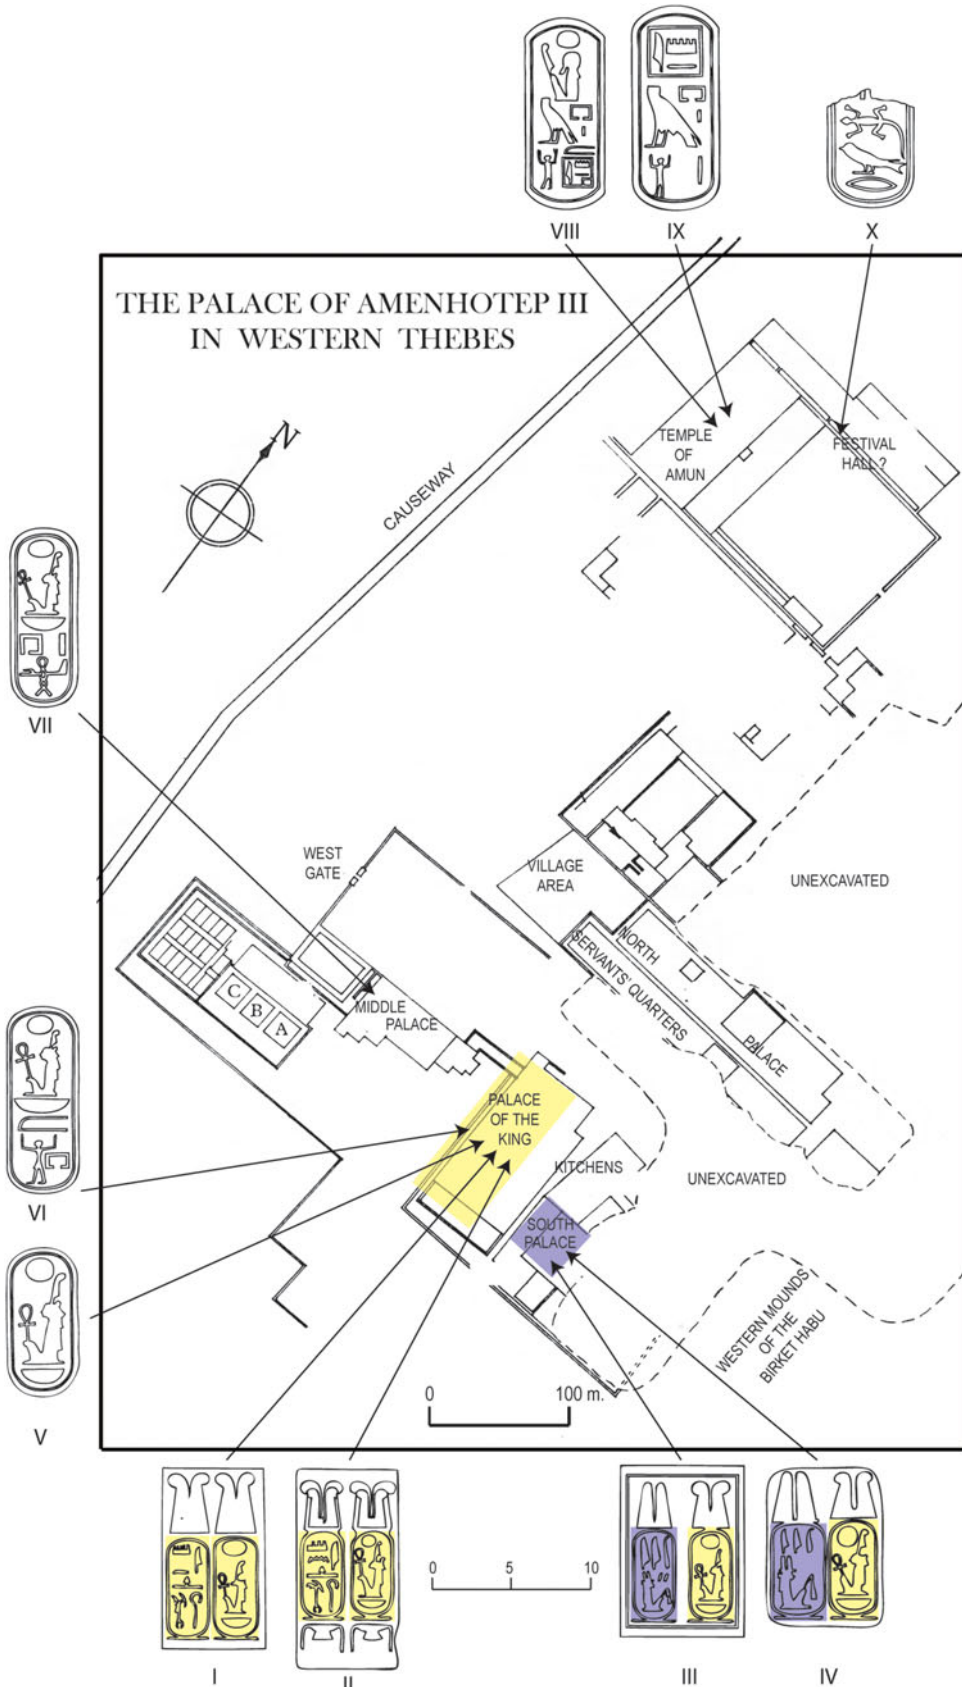 VIII
IX
X
THE PALACE OF AMENHOTEP III
IN WESTERN THEBES
N
CAUSEWAY
TEMPLE
OF
AMUN
FESTIVAL
HALL ?
VII
WEST
GATE
VILLAGE
AREA
UNEXCAVATED
NORTH
PALACE
SERVANTS' QUARTERS
C B A
MIDDLE
PALACE
PALACE
OF THE
KING
KITCHENS
UNEXCAVATED
VI
SOUTH
PALACE
WESTERN MOUNDS
OF THE
BIRKET HABU
V
0 100 m.
0 5 10
I
II
III
IV